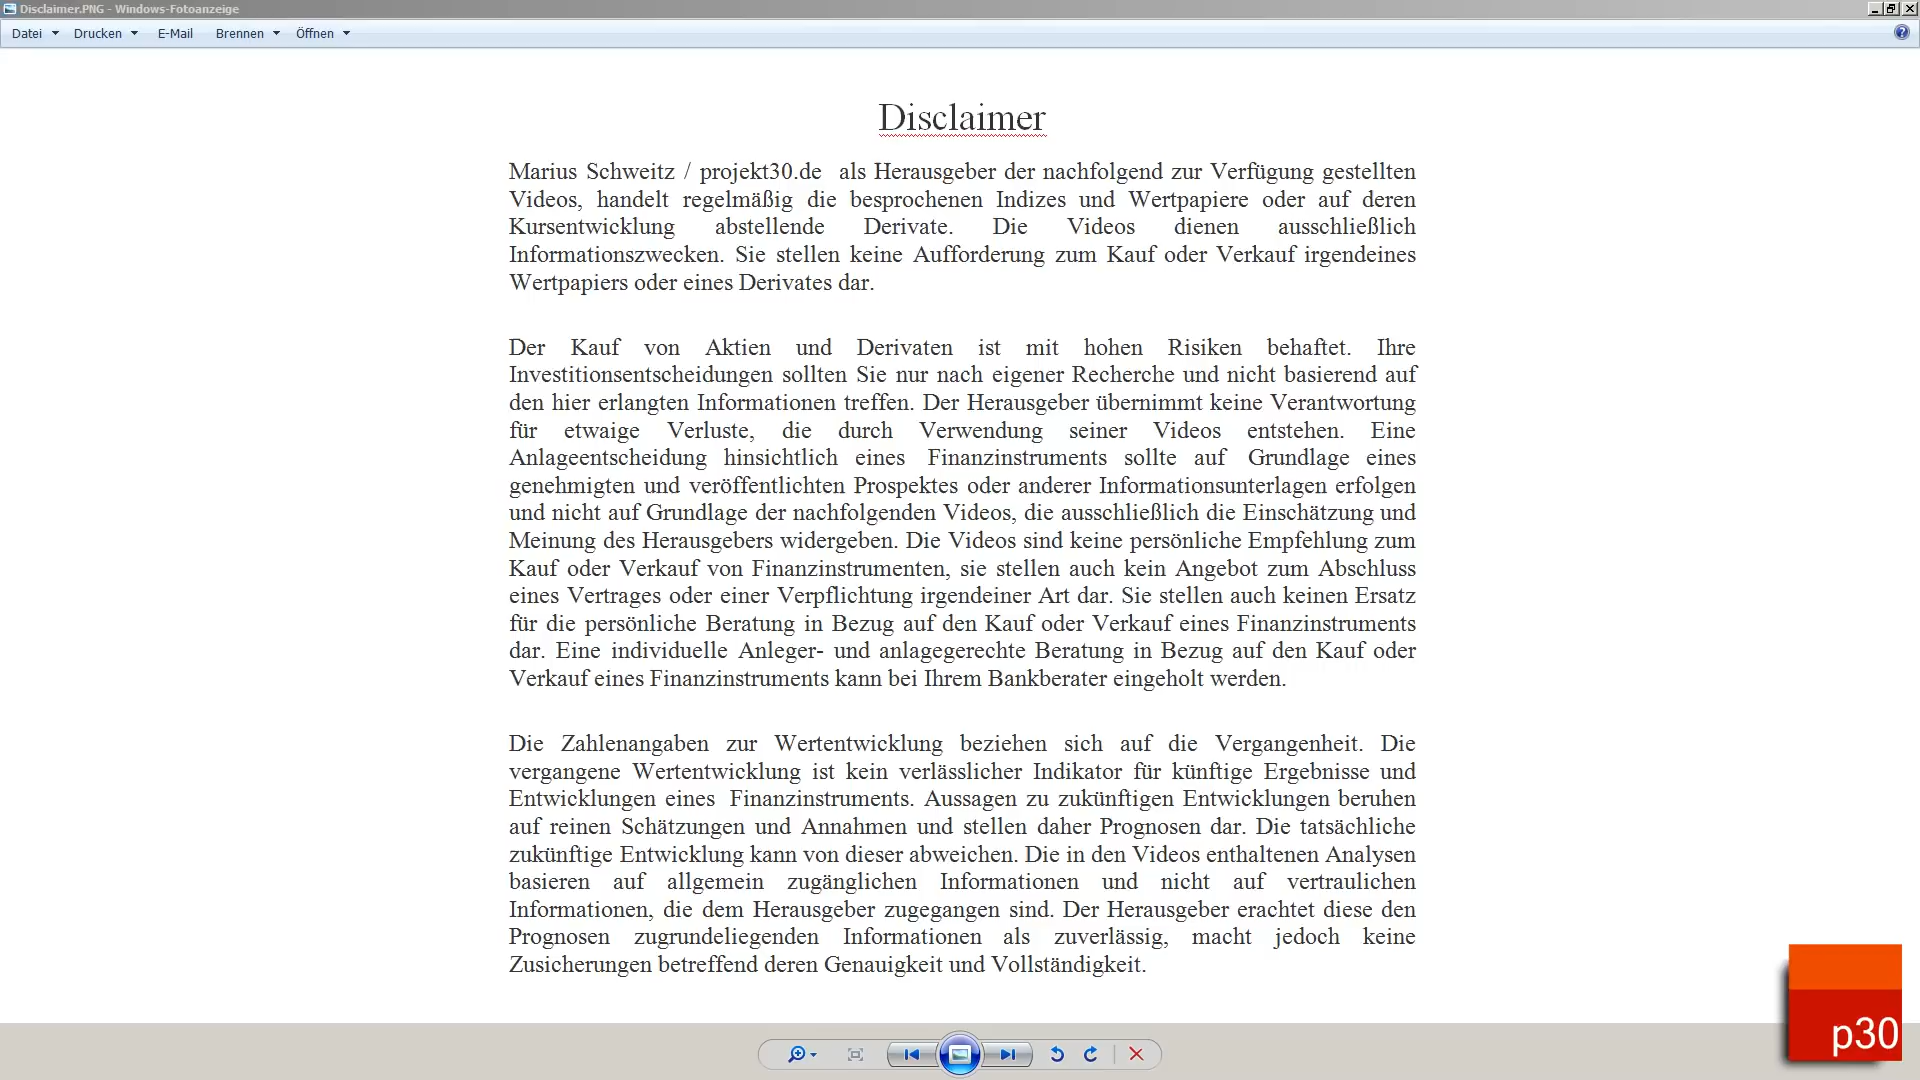 Disclaimer.PNG - Windows-Fotoanzeige
Datei Drucken E-Mail Brennen Öffnen
Disclaimer
Marius Schweitz / projekt30.de als Herausgeber der nachfolgend zur Verfügung gestellten
Videos, handelt regelmäßig die besprochenen Indizes und Wertpapiere oder auf deren
Kursentwicklung abstellende Derivate. Die Videos dienen ausschließlich
Informationszwecken. Sie stellen keine Aufforderung zum Kauf oder Verkauf irgendeines
Wertpapiers oder eines Derivates dar.
Der Kauf von Aktien und Derivaten ist mit hohen Risiken behaftet. Ihre
Investitionsentscheidungen sollten Sie nur nach eigener Recherche und nicht basierend auf
den hier erlangten Informationen treffen. Der Herausgeber übernimmt keine Verantwortung
für etwaige Verluste, die durch Verwendung seiner Videos entstehen. Eine
Anlageentscheidung hinsichtlich eines Finanzinstruments sollte auf Grundlage eines
genehmigten und veröffentlichten Prospektes oder anderer Informationsunterlagen erfolgen
und nicht auf Grundlage der nachfolgenden Videos, die ausschließlich die Einschätzung und
Meinung des Herausgebers widergeben. Die Videos sind keine persönliche Empfehlung zum
Kauf oder Verkauf von Finanzinstrumenten, sie stellen auch kein Angebot zum Abschluss
eines Vertrages oder einer Verpflichtung irgendeiner Art dar. Sie stellen auch keinen Ersatz
für die persönliche Beratung in Bezug auf den Kauf oder Verkauf eines Finanzinstruments
dar. Eine individuelle Anleger- und anlagegerechte Beratung in Bezug auf den Kauf oder
Verkauf eines Finanzinstruments kann bei Ihrem Bankberater eingeholt werden.
Die Zahlenangaben zur Wertentwicklung beziehen sich auf die Vergangenheit. Die
vergangene Wertentwicklung ist kein verlässlicher Indikator für künftige Ergebnisse und
Entwicklungen eines Finanzinstruments. Aussagen zu zukünftigen Entwicklungen beruhen
auf reinen Schätzungen und Annahmen und stellen daher Prognosen dar. Die tatsächliche
zukünftige Entwicklung kann von dieser abweichen. Die in den Videos enthaltenen Analysen
basieren auf allgemein zugänglichen Informationen und nicht auf vertraulichen
Informationen, die dem Herausgeber zugegangen sind. Der Herausgeber erachtet diese den
Prognosen zugrundeliegenden Informationen als zuverlässig, macht jedoch keine
Zusicherungen betreffend deren Genauigkeit und Vollständigkeit.
p30